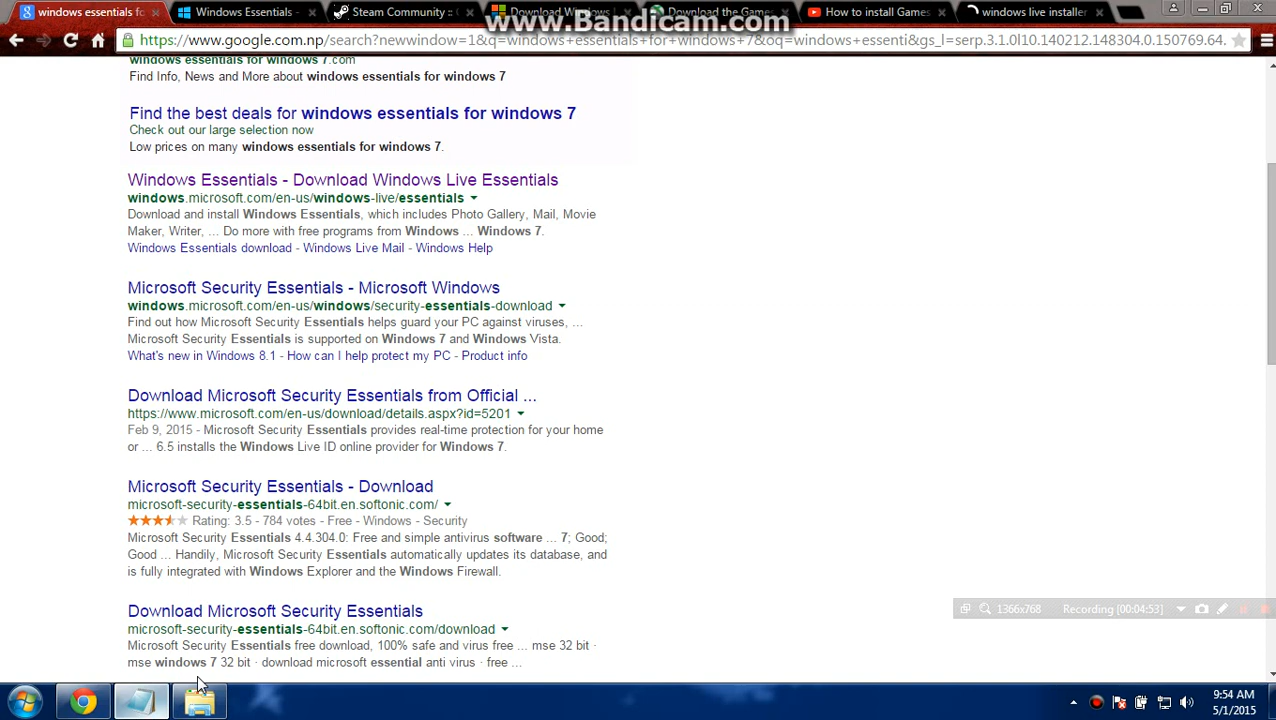 windows essentials fo
Windows Essentials -
Steam Community ::
Download Windows
Download the Games
How to install Games
windows live installer
www.Bandicam.com
https://www.google.com.np/search?newwindow=1&q=windows+essentials+for+windows+7&oq=windows+essenti&gs_l=serp.3.1.0l10.140212.148304.0.150769.64.
windows essentials for windows 7.com
Find Info, News and More about windows essentials for windows 7
Find the best deals for windows essentials for windows 7
Check out our large selection now
Low prices on many windows essentials for windows 7.
Windows Essentials - Download Windows Live Essentials
windows.microsoft.com/en-us/windows-live/essentials
Download and install Windows Essentials, which includes Photo Gallery, Mail, Movie
Maker, Writer, ... Do more with free programs from Windows ... Windows 7.
Windows Essentials download - Windows Live Mail - Windows Help
Microsoft Security Essentials - Microsoft Windows
windows.microsoft.com/en-us/windows/security-essentials-download
Find out how Microsoft Security Essentials helps guard your PC against viruses, ...
Microsoft Security Essentials is supported on Windows 7 and Windows Vista.
What's new in Windows 8.1 - How can I help protect my PC - Product info
Download Microsoft Security Essentials from Official ...
https://www.microsoft.com/en-us/download/details.aspx?id=5201
Feb 9, 2015 - Microsoft Security Essentials provides real-time protection for your home
or ... 6.5 installs the Windows Live ID online provider for Windows 7.
Microsoft Security Essentials - Download
microsoft-security-essentials-64bit.en.softonic.com/
Rating: 3.5 - 784 votes - Free - Windows - Security
Microsoft Security Essentials 4.4.304.0: Free and simple antivirus software ... 7; Good;
Good ... Handily, Microsoft Security Essentials automatically updates its database, and
is fully integrated with Windows Explorer and the Windows Firewall.
1366x768
Recording [00:04:53]
Download Microsoft Security Essentials
microsoft-security-essentials-64bit.en.softonic.com/download
Microsoft Security Essentials free download, 100% safe and virus free ... mse 32 bit ·
mse windows 7 32 bit · download microsoft essential anti virus · free ...
9:54 AM
5/1/2015